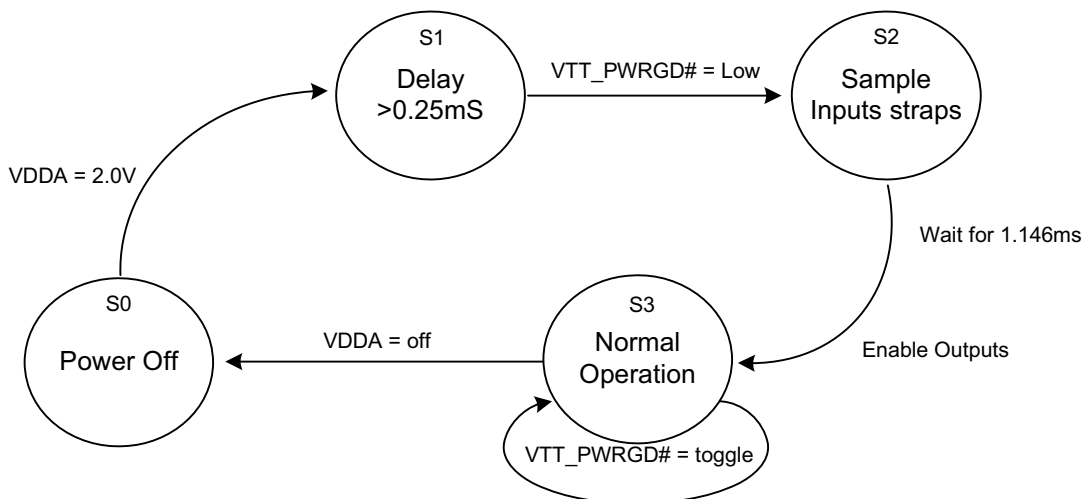 S1
Delay
>0.25mS
VTT_PWRGD# = Low
S2
Sample
Inputs straps
VDDA = 2.0V
Wait for 1.146ms
S0
Power Off
VDDA = off
S3
Normal
Operation
Enable Outputs
VTT_PWRGD# = toggle